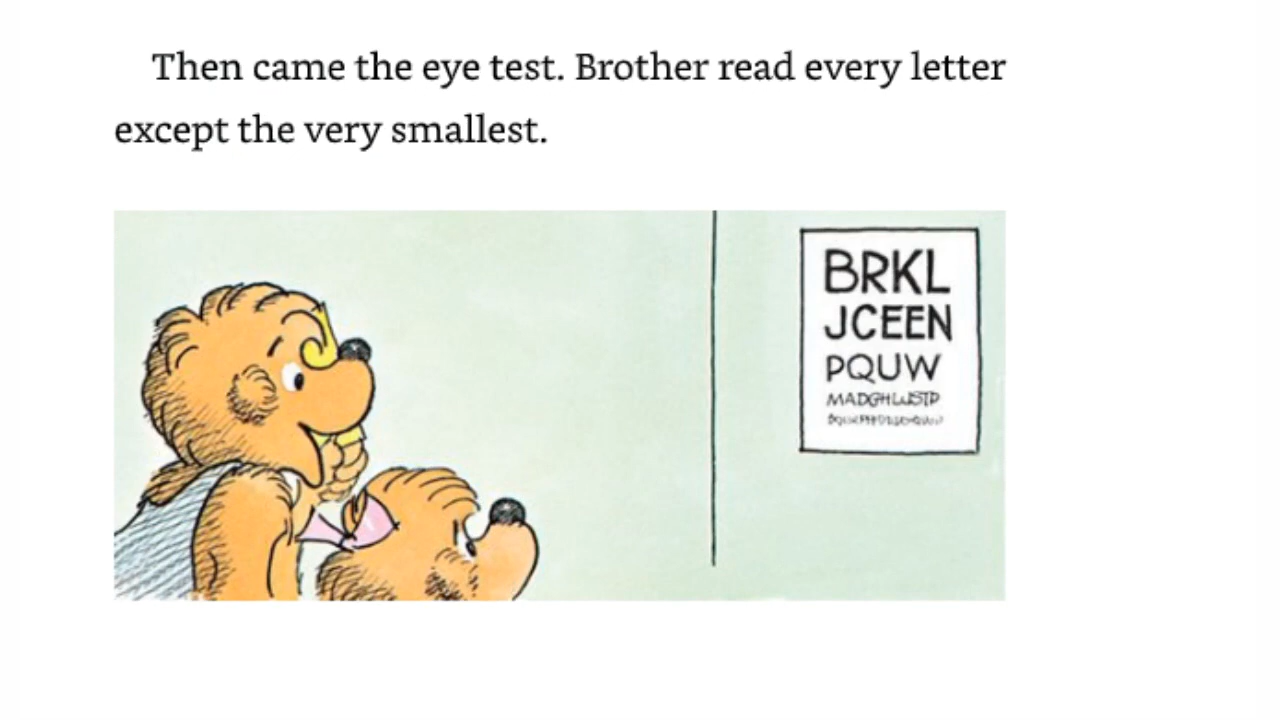 Then came the eye test. Brother read every letter
except the very smallest.
BRKL
JCEEN
PQUW